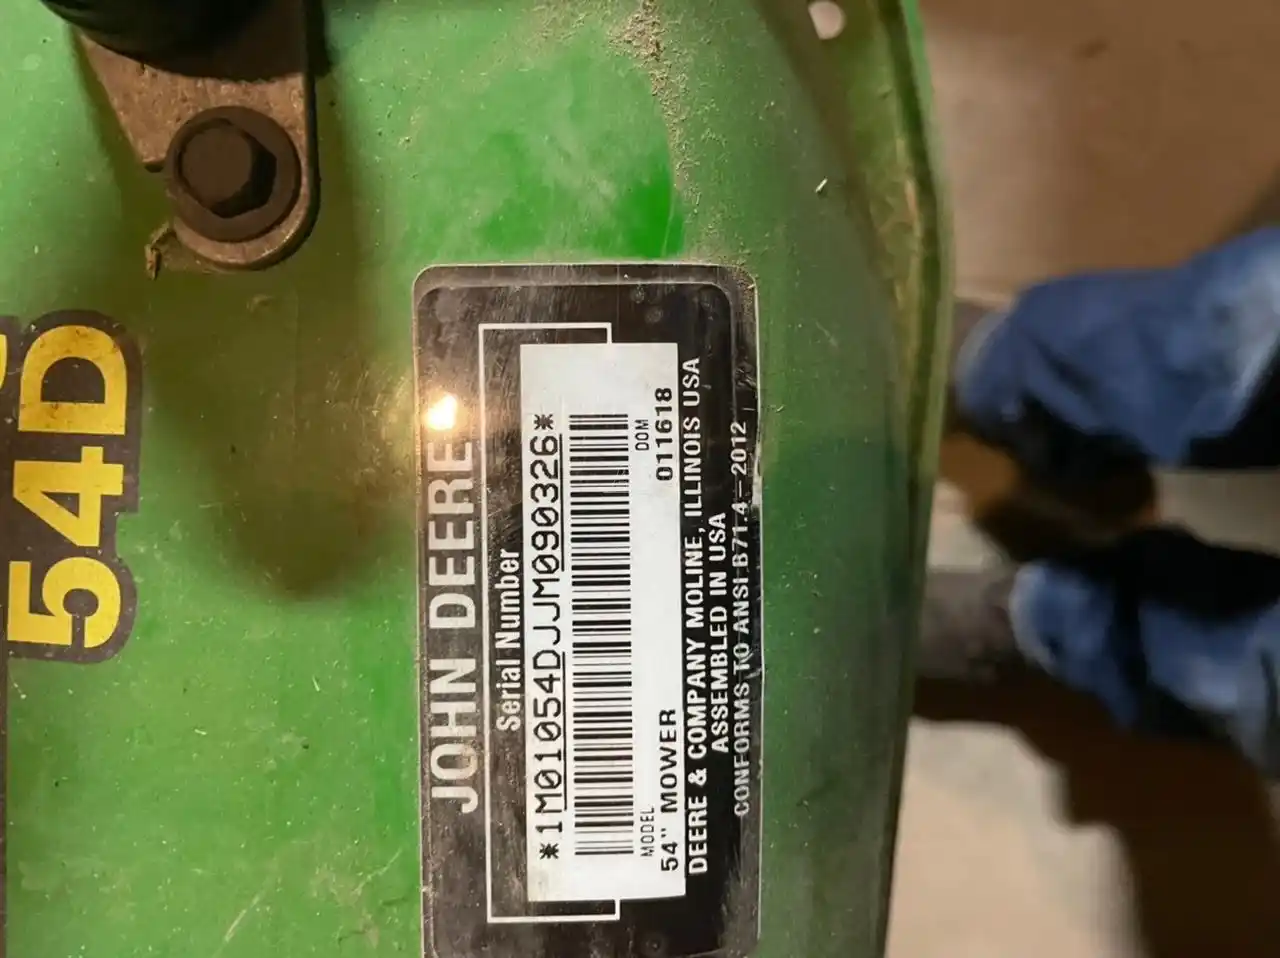 54D
JOHN DEERE
Serial Number
*1M01054DJJM090326*
MODEL DOM
54" MOWER 011618
DEERE & COMPANY MOLINE, ILLINOIS USA
ASSEMBLED IN USA
CONFORMS TO ANSI B71.4-2012